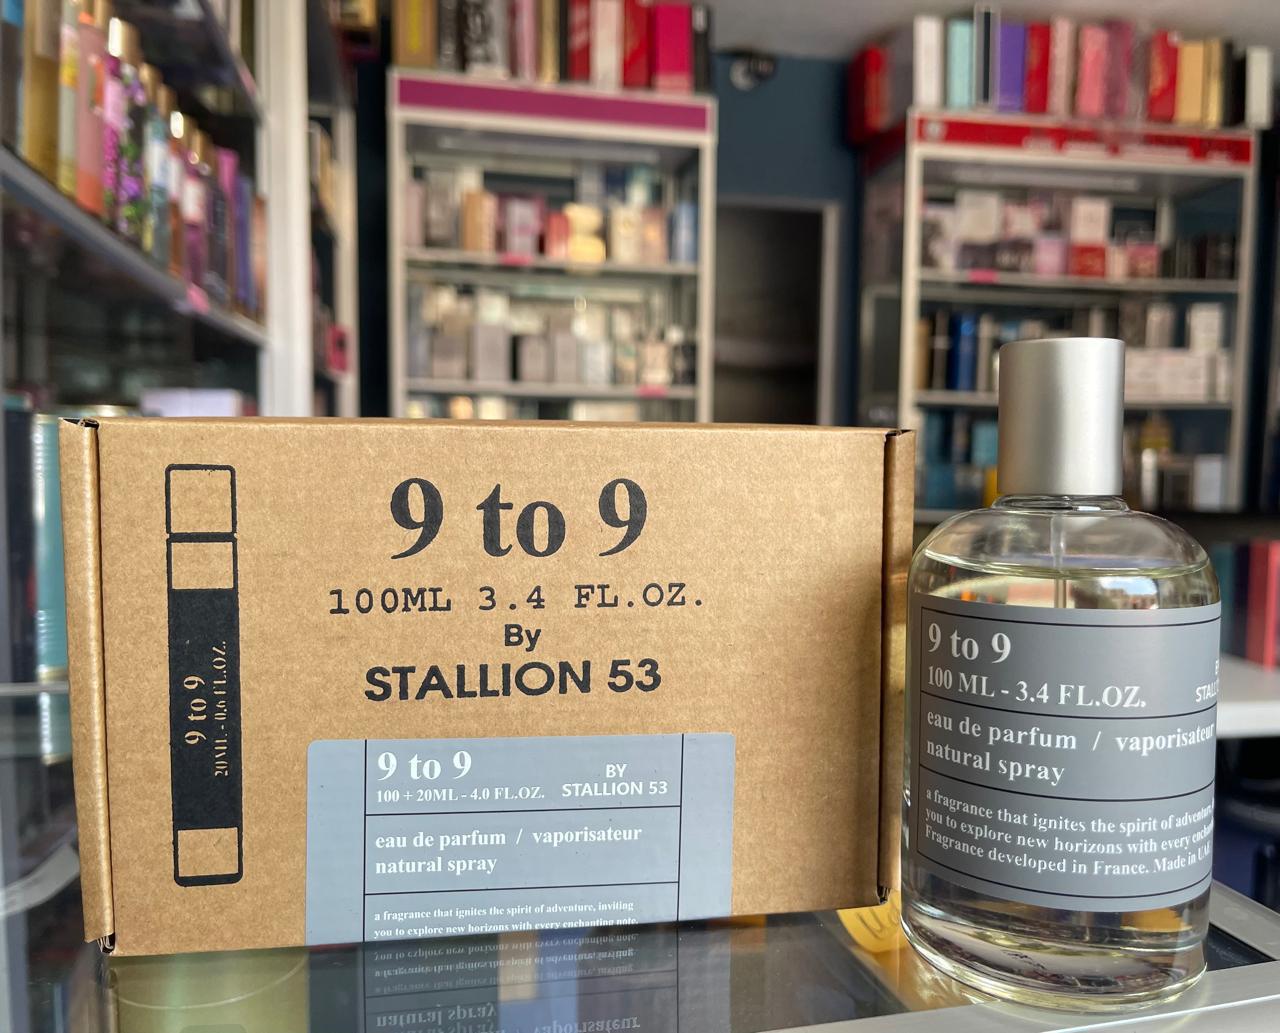 9 to 9
100ML 3.4 FL.OZ.
By
STALLION 53
9 to 9
20ML - 0.6 FL.OZ.
9 to 9
100 + 20ML - 4.0 FL.OZ.
BY
STALLION 53
eau de parfum / vaporisateur
natural spray
a fragrance that ignites the spirit of adventure, inviting
you to explore new horizons with every enchanting note.
9 to 9
100 ML - 3.4 FL.OZ.
eau de parfum / vaporisateur
natural spray
a fragrance that ignites the spirit of adventure,
you to explore new horizons with every
Fragrance developed in France. Made in UAE